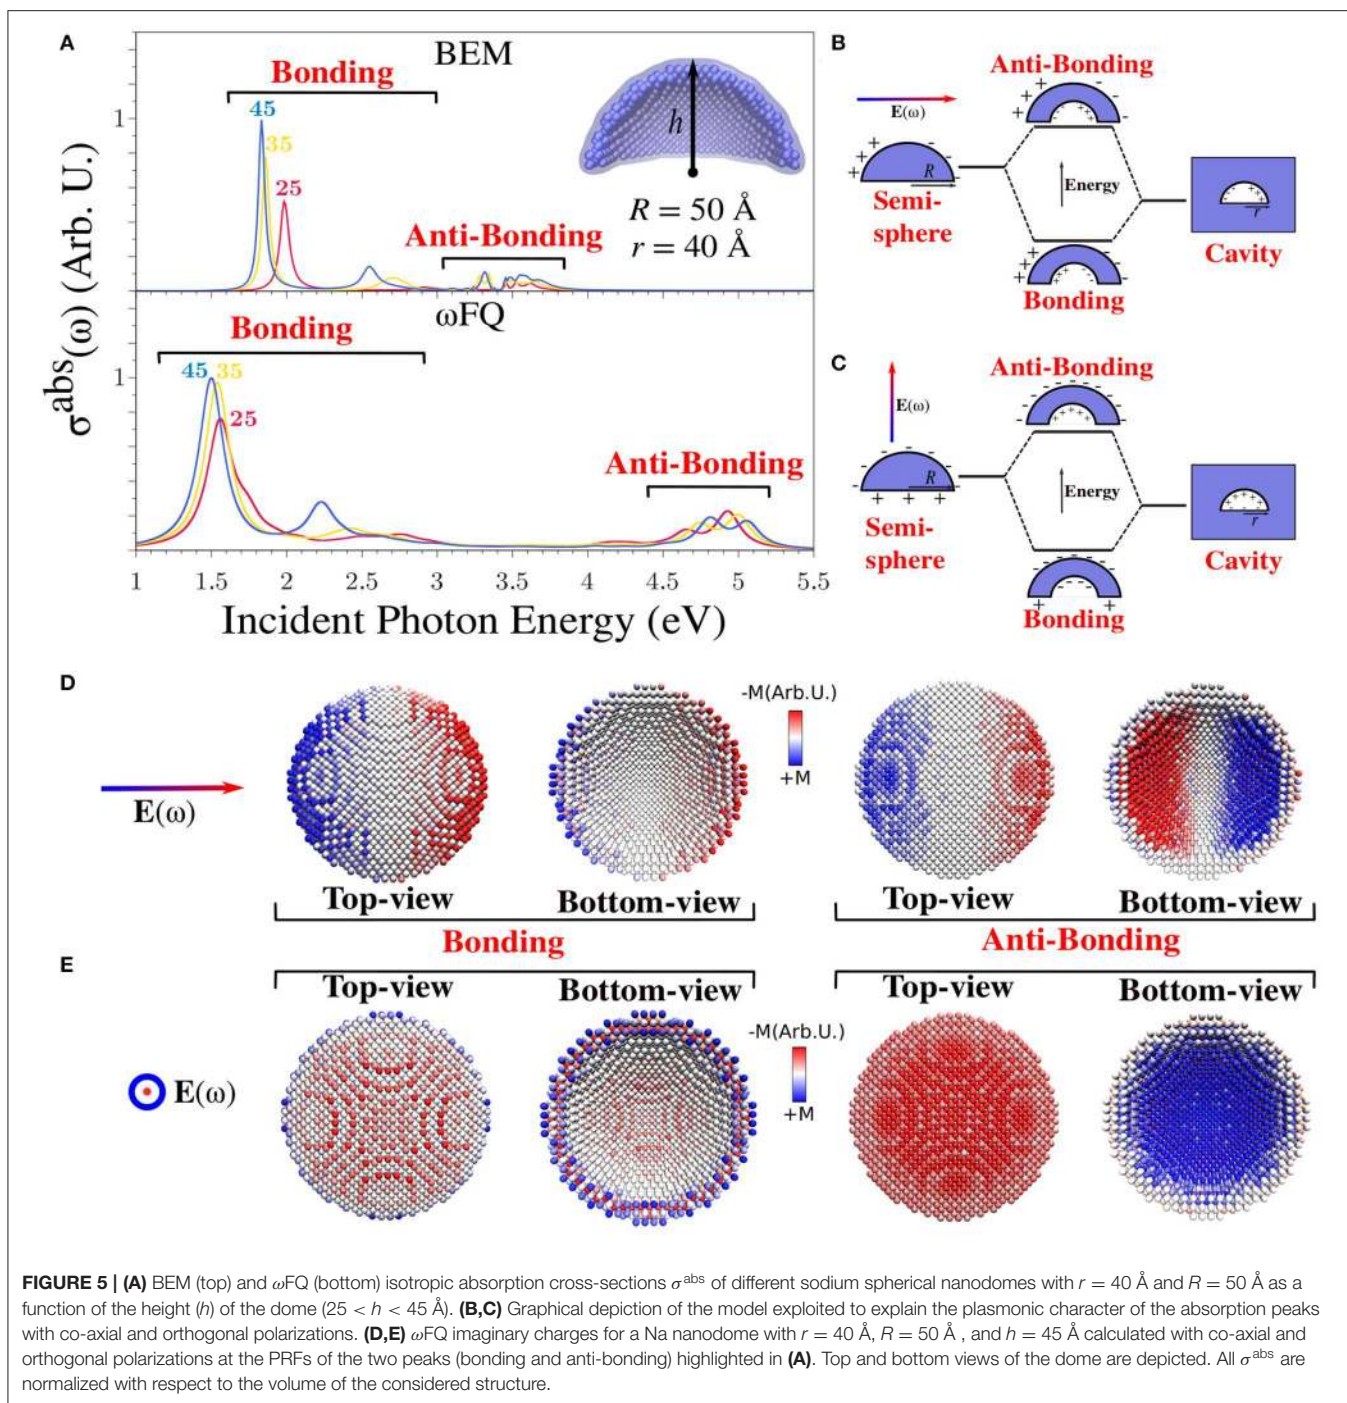 A
BEM
Bonding
45
35
25
1
h
R = 50 Å
r = 40 Å
Anti-Bonding
ωFQ
Bonding
45
35
25
1
Anti-Bonding
σabs(ω) (Arb. U.)
1 1.5 2 2.5 3 3.5 4 4.5 5 5.5
Incident Photon Energy (eV)
B
Anti-Bonding
E(ω)
R
Energy
r
Semi-
sphere
Cavity
Bonding
C
Anti-Bonding
E(ω)
R
Energy
r
Semi-
sphere
Cavity
Bonding
D
-M(Arb.U.)
+M
E(ω)
Top-view Bottom-view Top-view Bottom-view
Bonding Anti-Bonding
E
Top-view Bottom-view Top-view Bottom-view
-M(Arb.U.)
+M
E(ω)
FIGURE 5 | (A) BEM (top) and ωFQ (bottom) isotropic absorption cross-sections σabs of different sodium spherical nanodomes with r = 40 Å and R = 50 Å as a
function of the height (h) of the dome (25 < h < 45 Å). (B,C) Graphical depiction of the model exploited to explain the plasmonic character of the absorption peaks
with co-axial and orthogonal polarizations. (D,E) ωFQ imaginary charges for a Na nanodome with r = 40 Å, R = 50 Å , and h = 45 Å calculated with co-axial and
orthogonal polarizations at the PRFs of the two peaks (bonding and anti-bonding) highlighted in (A). Top and bottom views of the dome are depicted. All σabs are
normalized with respect to the volume of the considered structure.